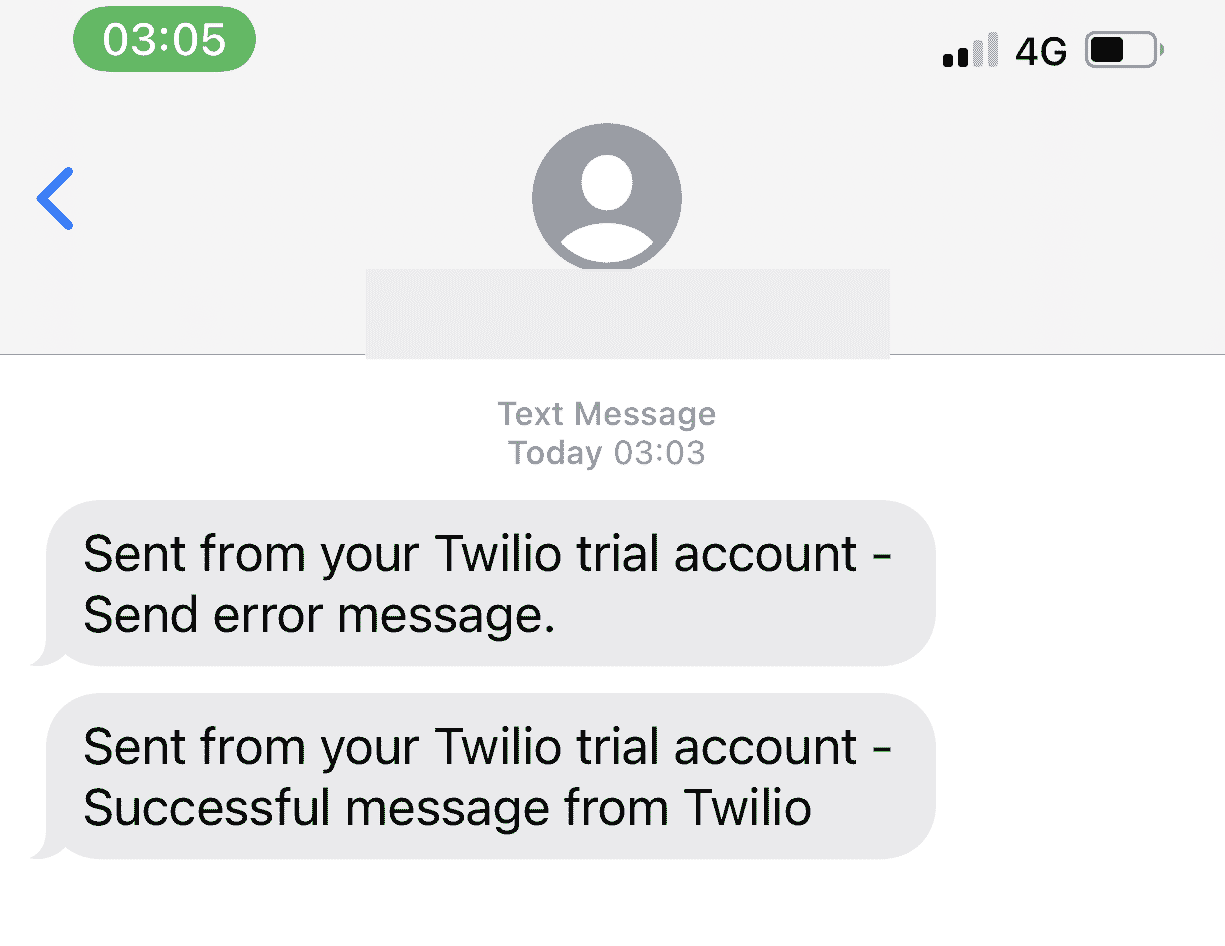 03:05
4G
Text Message
Today 03:03
Sent from your Twilio trial account -
Send error message.
Sent from your Twilio trial account -
Successful message from Twilio